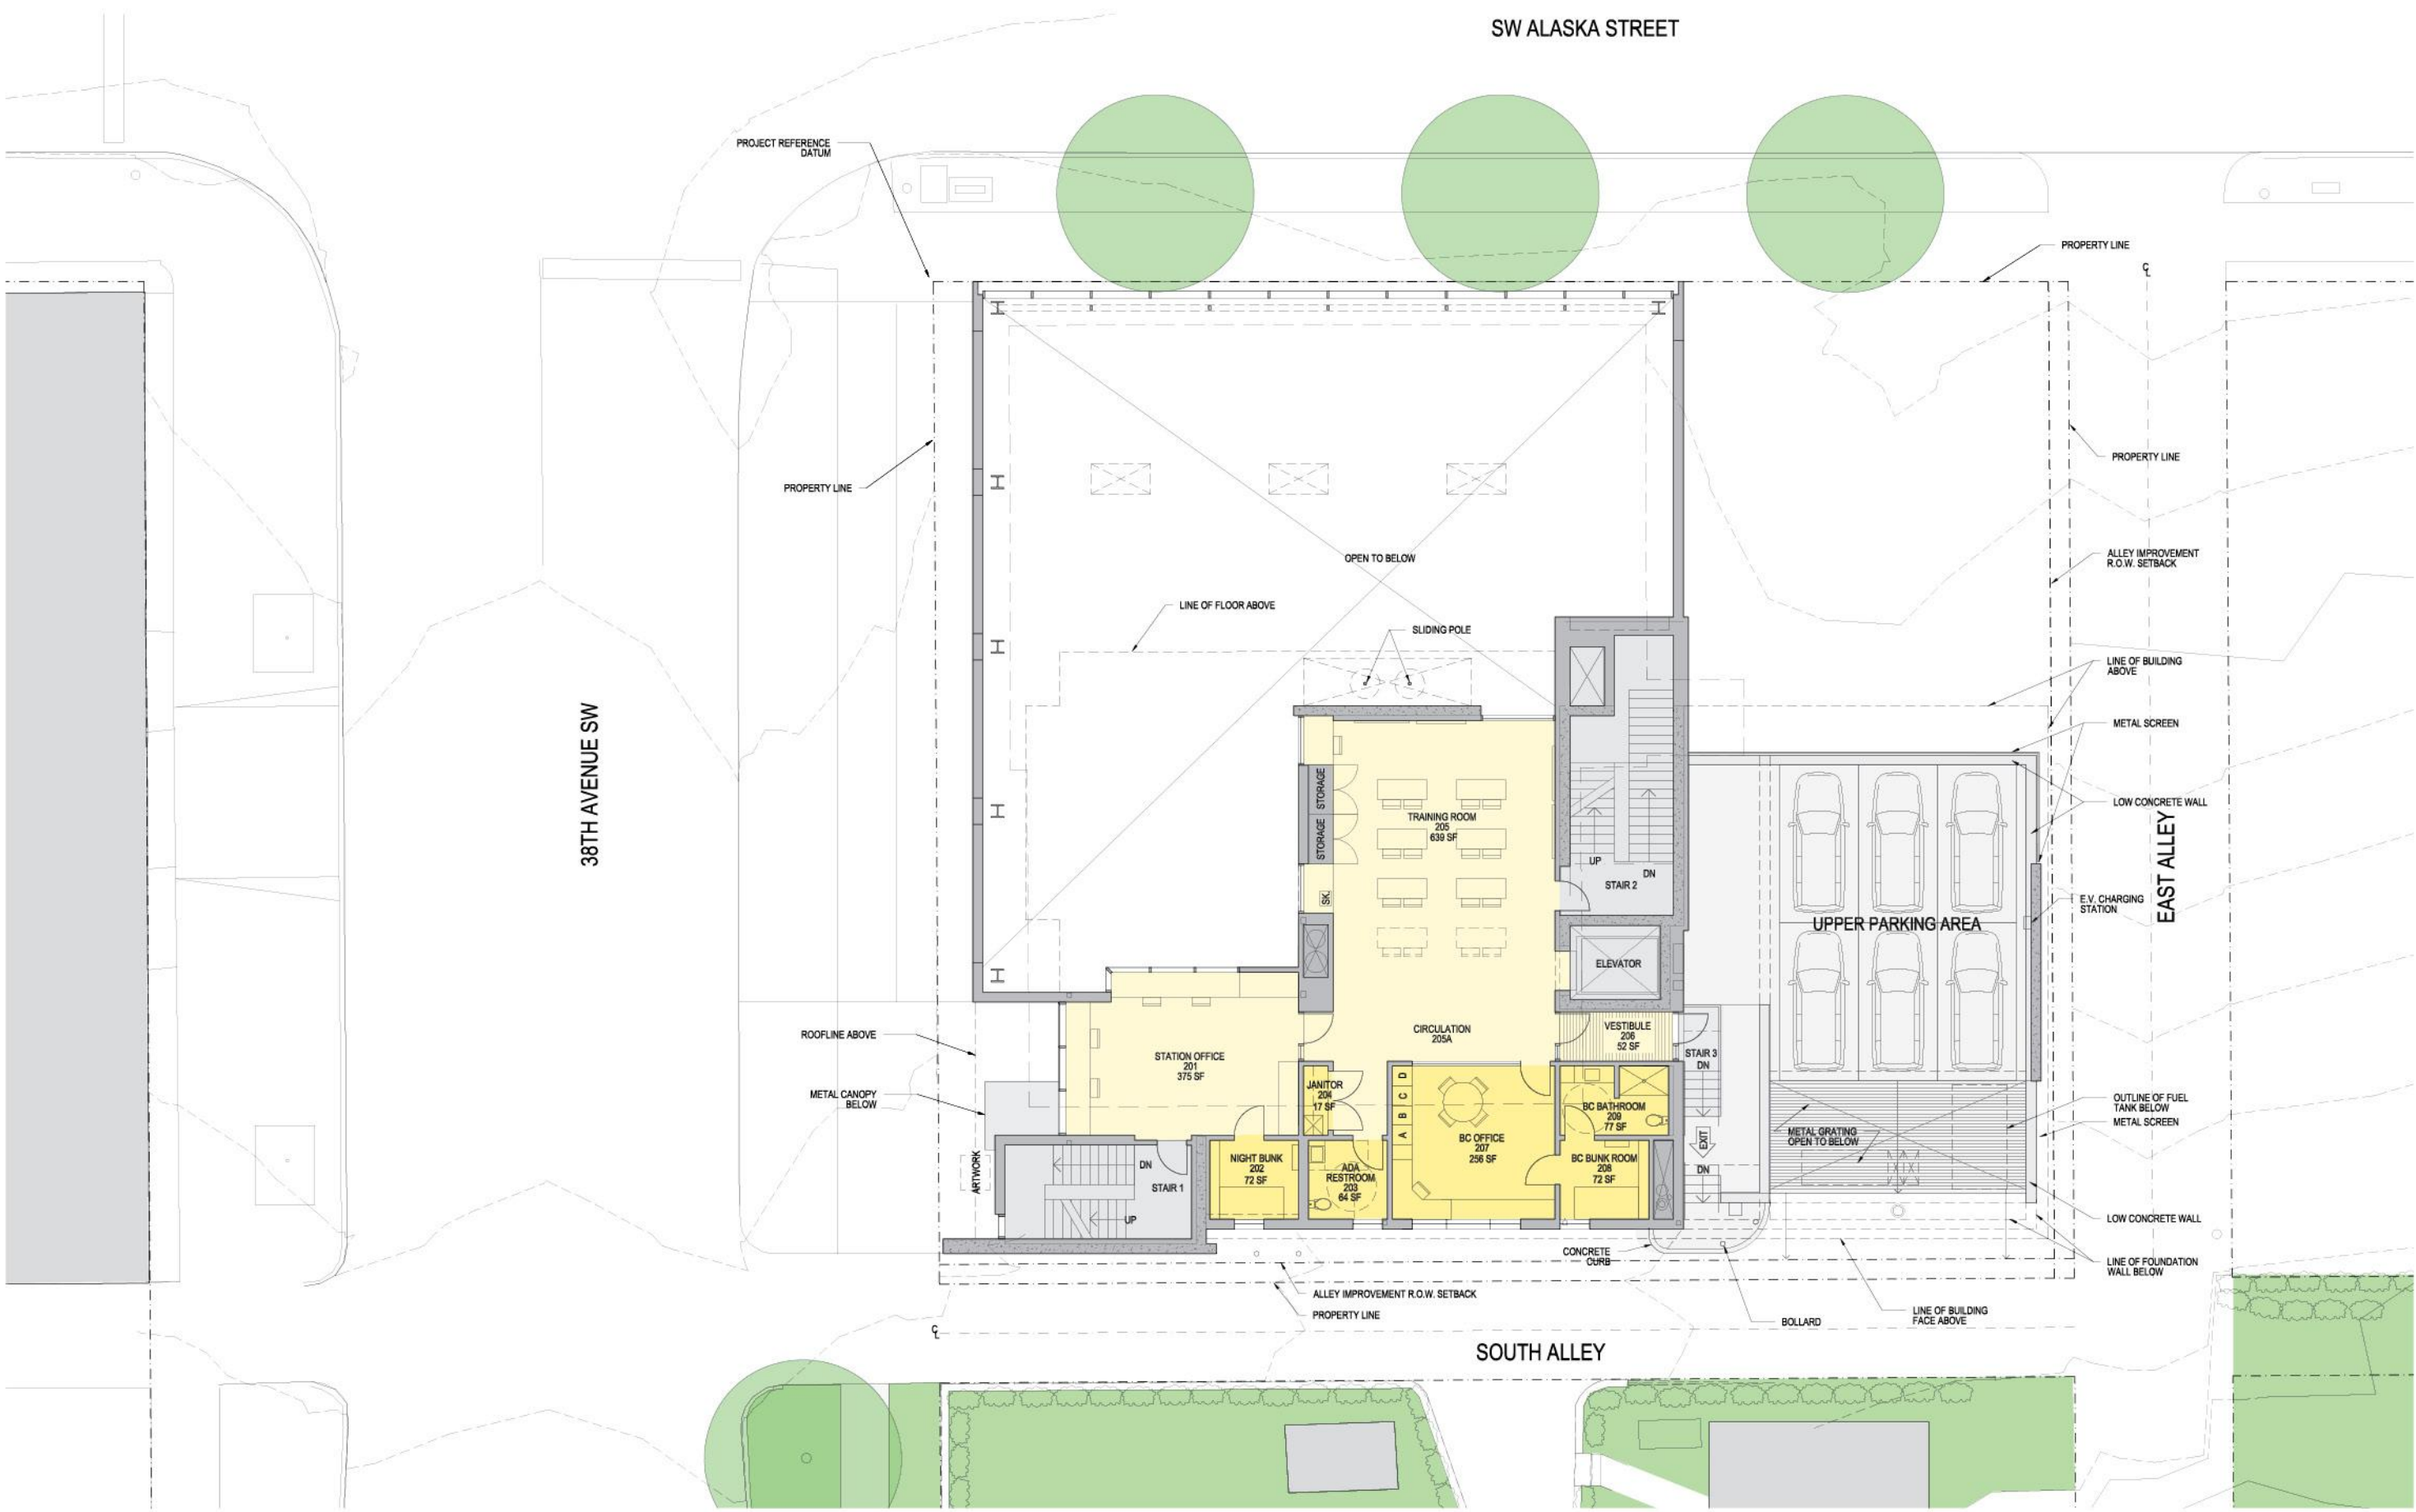 SW ALASKA STREET
PROJECT REFERENCE
DATUM
PROPERTY LINE
℄
PROPERTY LINE
PROPERTY LINE
OPEN TO BELOW
ALLEY IMPROVEMENT
R.O.W. SETBACK
LINE OF FLOOR ABOVE
SLIDING POLE
LINE OF BUILDING
ABOVE
38TH AVENUE SW
METAL SCREEN
STORAGE
STORAGE
TRAINING ROOM
205
639 SF
LOW CONCRETE WALL
UP
DN
STAIR 2
SK
EAST ALLEY
E.V. CHARGING
STATION
UPPER PARKING AREA
ELEVATOR
ROOFLINE ABOVE
CIRCULATION
205A
VESTIBULE
206
52 SF
STATION OFFICE
201
375 SF
STAIR 3
DN
METAL CANOPY
BELOW
JANITOR
204
17 SF
A B C D
BC BATHROOM
209
77 SF
OUTLINE OF FUEL
TANK BELOW
METAL SCREEN
METAL GRATING
OPEN TO BELOW
EXIT
BC OFFICE
207
256 SF
ARTWORK
DN
STAIR 1
UP
NIGHT BUNK
202
72 SF
ADA
RESTROOM
203
64 SF
BC BUNK ROOM
208
72 SF
DN
LOW CONCRETE WALL
CONCRETE
CURB
LINE OF FOUNDATION
WALL BELOW
ALLEY IMPROVEMENT R.O.W. SETBACK
PROPERTY LINE
BOLLARD
LINE OF BUILDING
FACE ABOVE
℄
SOUTH ALLEY